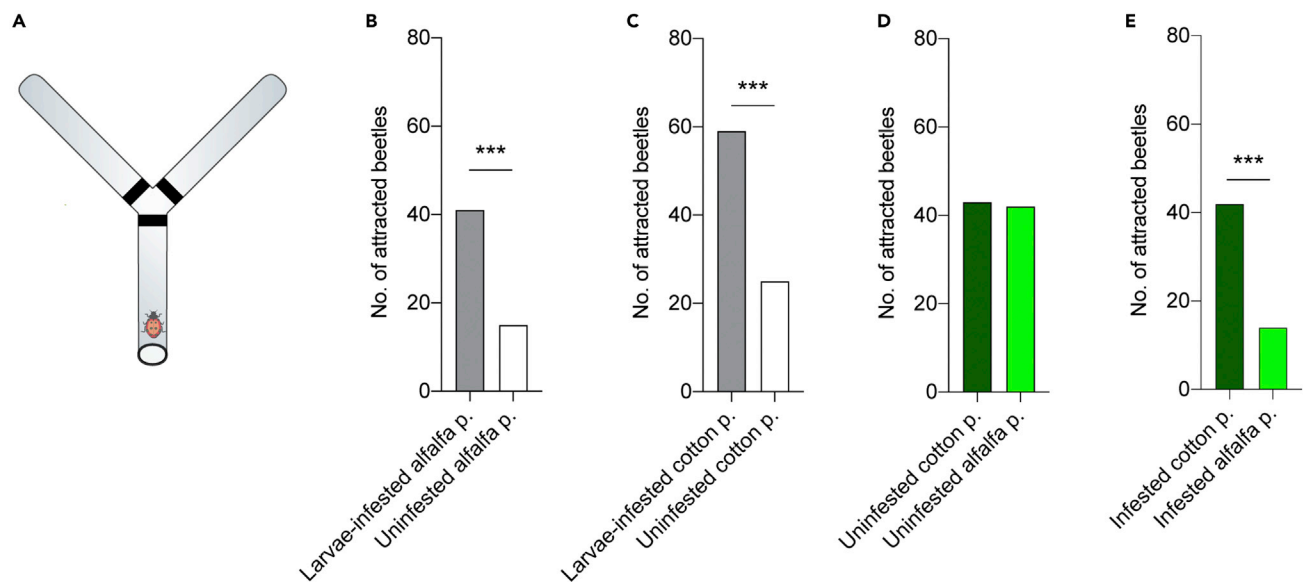 A
B
No. of attracted beetles
80
60
40
20
0
***
Larvae-infested alfalfa p.
Uninfested alfalfa p.
C
No. of attracted beetles
80
60
40
20
0
***
Larvae-infested cotton p.
Uninfested cotton p.
D
No. of attracted beetles
80
60
40
20
0
Uninfested cotton p.
Uninfested alfalfa p.
E
No. of attracted beetles
80
60
40
20
0
***
Infested cotton p.
Infested alfalfa p.